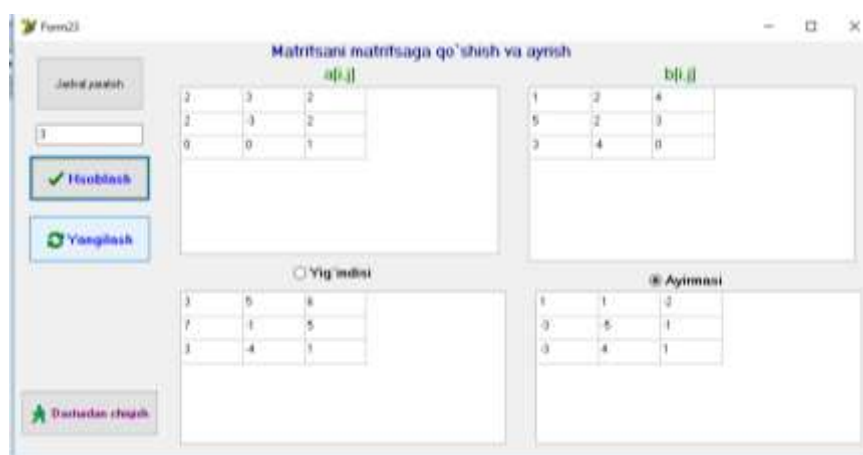 Form23
Matritsani matritsaga qo`shish va ayrish
Jadval yaratish
a[i,j]
b[i,j]
2 3 2
2 -3 2
0 0 1
1 2 4
5 2 3
3 -4 0
3
Hisoblash
Yangilash
Yig`indisi
Ayirmasi
3 5 6
7 -1 5
3 -4 1
1 1 -2
-3 -5 -1
-3 4 1
Dasturdan chiqish